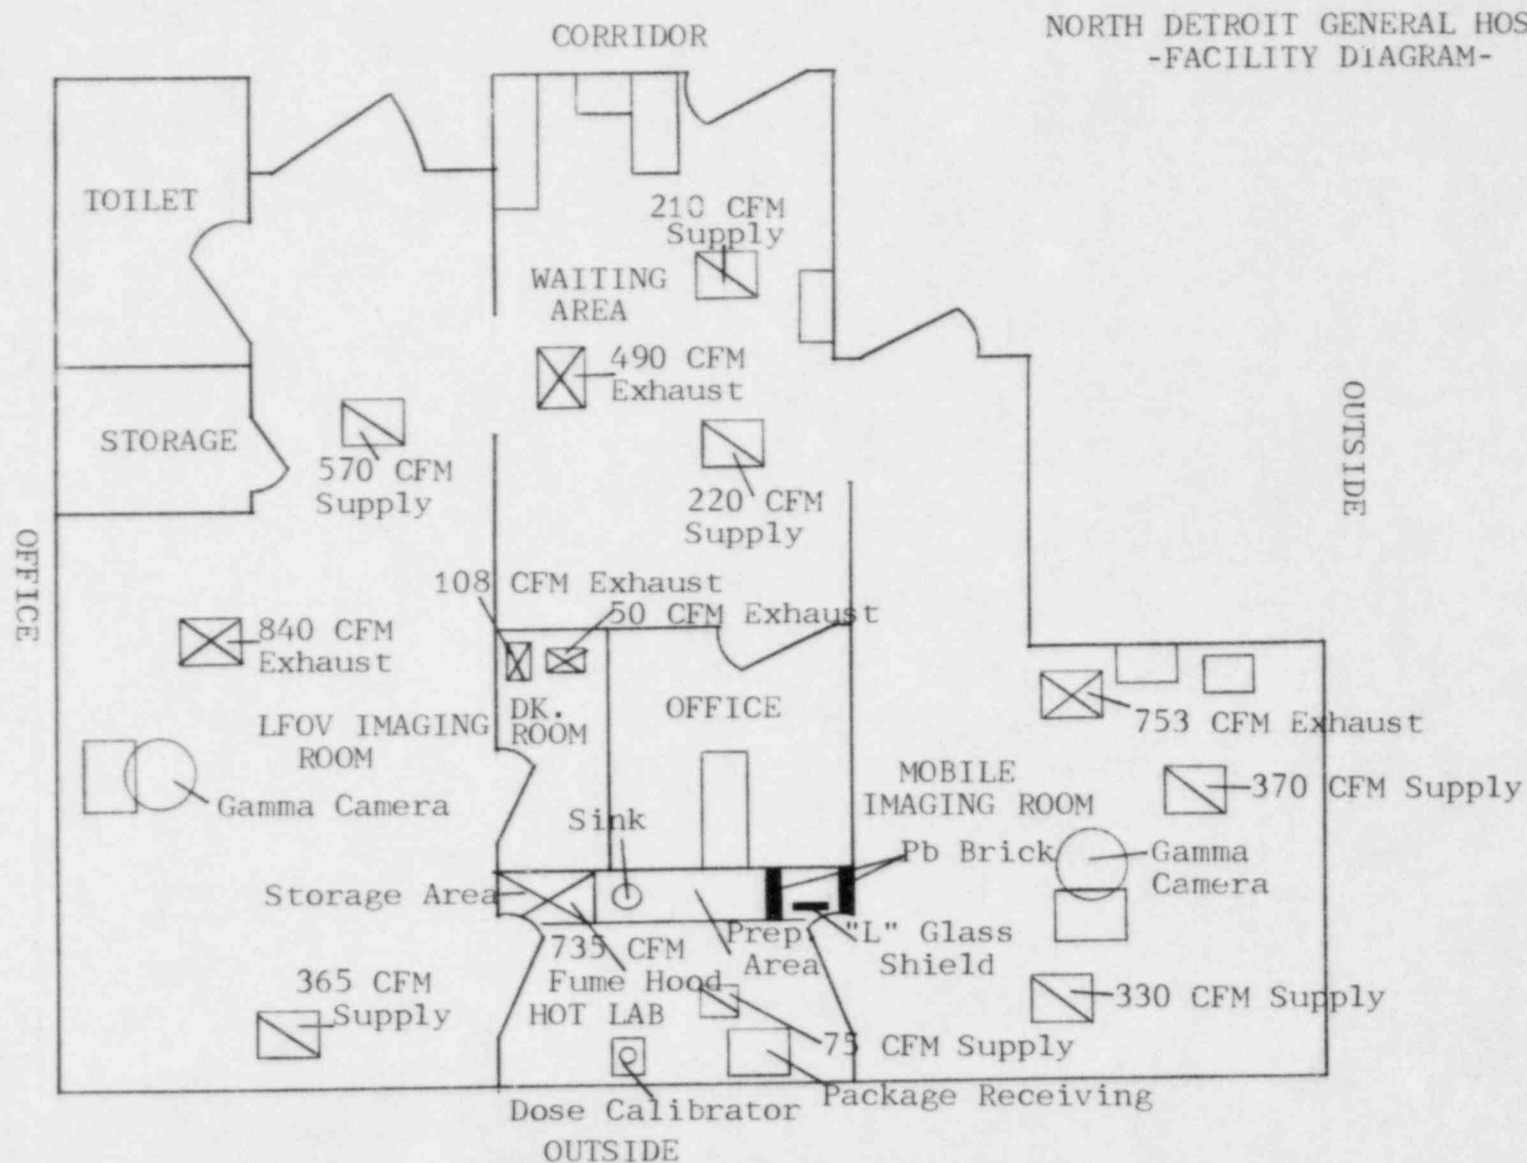 NORTH DETROIT GENERAL HOS
-FACILITY DIAGRAM-
CORRIDOR
TOILET
210 CFM
Supply
WAITING
AREA
490 CFM
Exhaust
OUTSIDE
STORAGE
570 CFM
Supply
220 CFM
Supply
OFFICE
108 CFM Exhaust
50 CFM Exhaust
840 CFM
Exhaust
LFOV IMAGING
ROOM
DK.
ROOM
OFFICE
753 CFM Exhaust
Gamma Camera
MOBILE
IMAGING ROOM
370 CFM Supply
Sink
Pb Brick
Gamma
Camera
Storage Area
735 CFM
Fume Hood
Prep.
Area
"L" Glass
Shield
365 CFM
Supply
HOT LAB
330 CFM Supply
75 CFM Supply
Package Receiving
Dose Calibrator
OUTSIDE